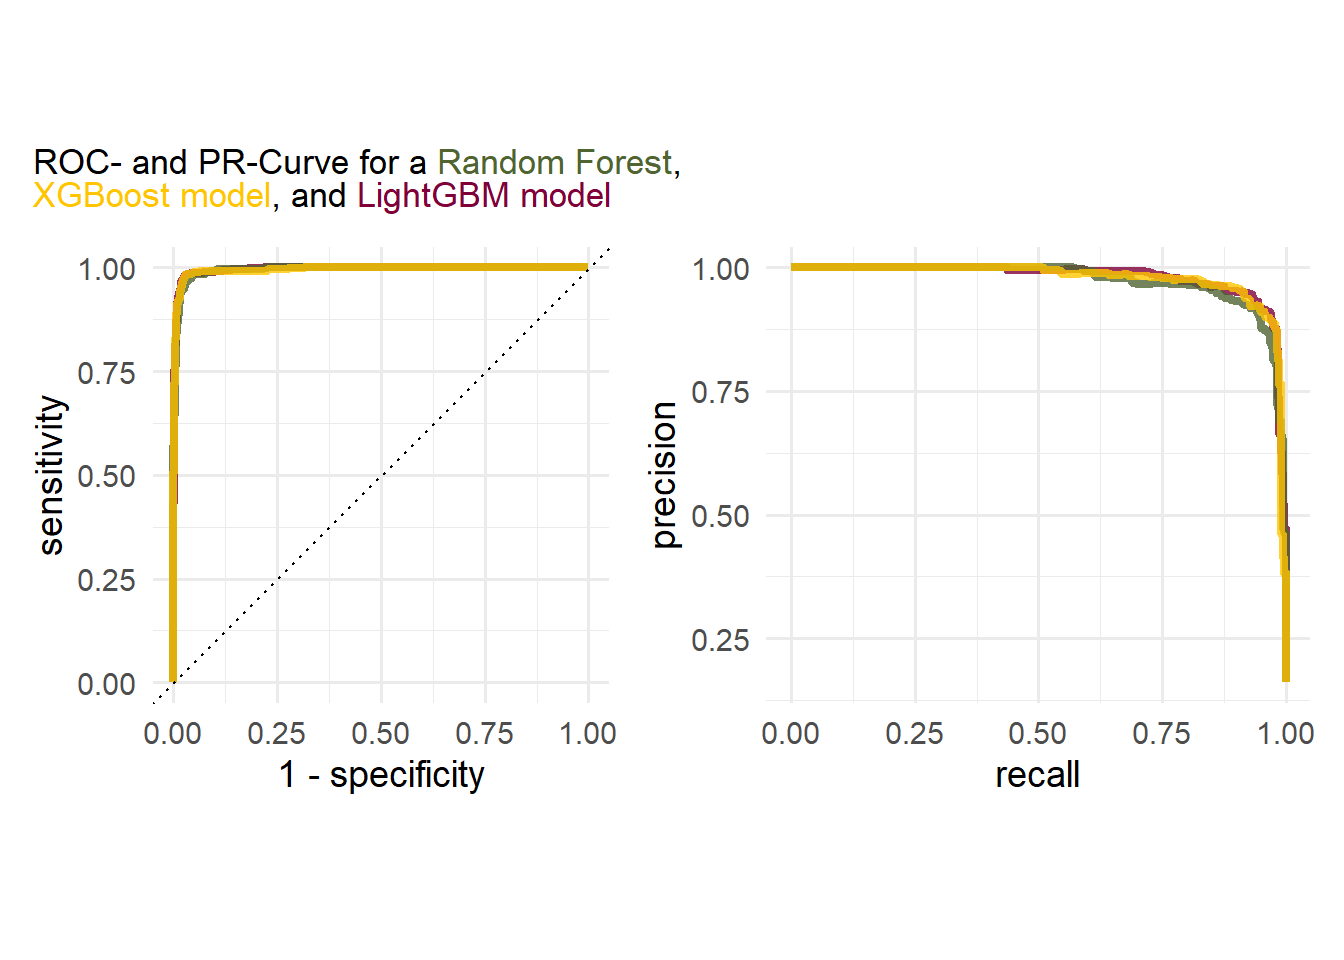 ROC- and PR-Curve for a Random Forest,
XGBoost model, and LightGBM model
1.00
0.75
0.50
0.25
0.00
sensitivity
0.00 0.25 0.50 0.75 1.00
1 - specificity
1.00
0.75
0.50
0.25
precision
0.00 0.25 0.50 0.75 1.00
recall